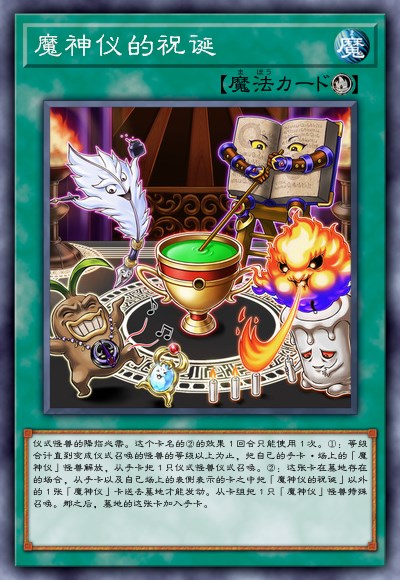 魔神仪的祝诞
魔
【魔法カード】
まほう
仪式怪兽的降临必需。这个卡名的②的效果1回合只能使用1次。①：等级
合计直到变成仪式召唤的怪兽的等级以上为止，把自己的手卡·场上的「魔
神仪」怪兽解放，从手卡把1只仪式怪兽仪式召唤。②：这张卡在墓地存在
的场合，从手卡以及自己场上的表侧表示的卡之中把「魔神仪的祝诞」以外
的1张「魔神仪」卡送去墓地才能发动。从卡组把1只「魔神仪」怪兽特殊
召唤。那之后，墓地的这张卡加入手卡。